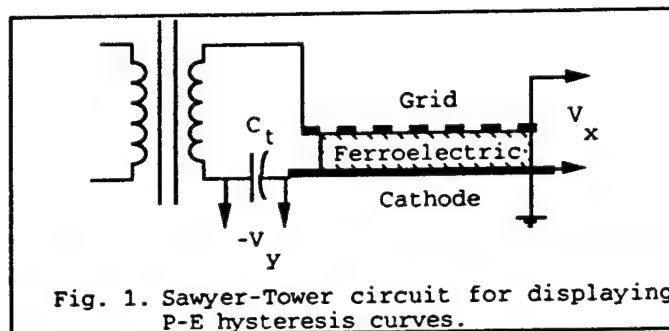 Grid
V
x
C
t
Ferroelectric
Cathode
-V
y
Fig. 1. Sawyer-Tower circuit for displaying
P-E hysteresis curves.